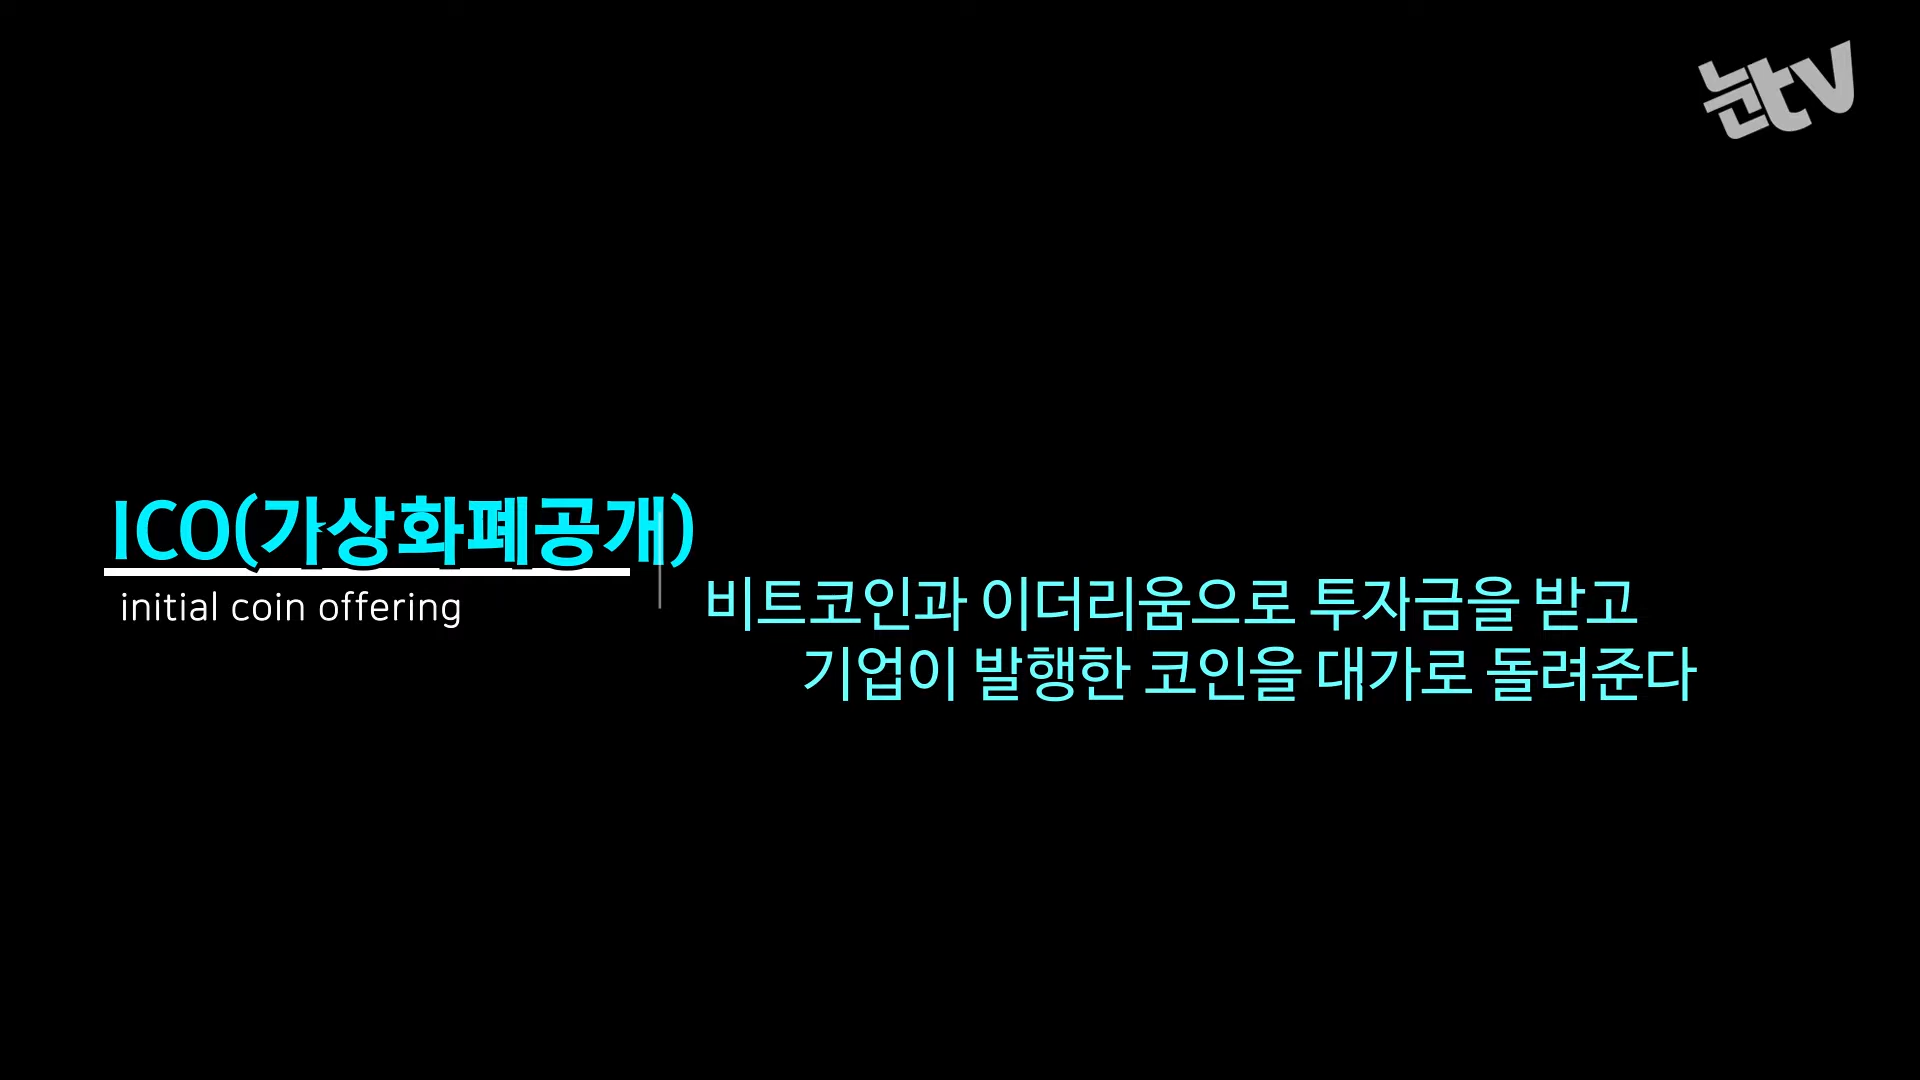 눈tv
ICO(가상화폐공개)
initial coin offering
비트코인과 이더리움으로 투자금을 받고
기업이 발행한 코인을 대가로 돌려준다